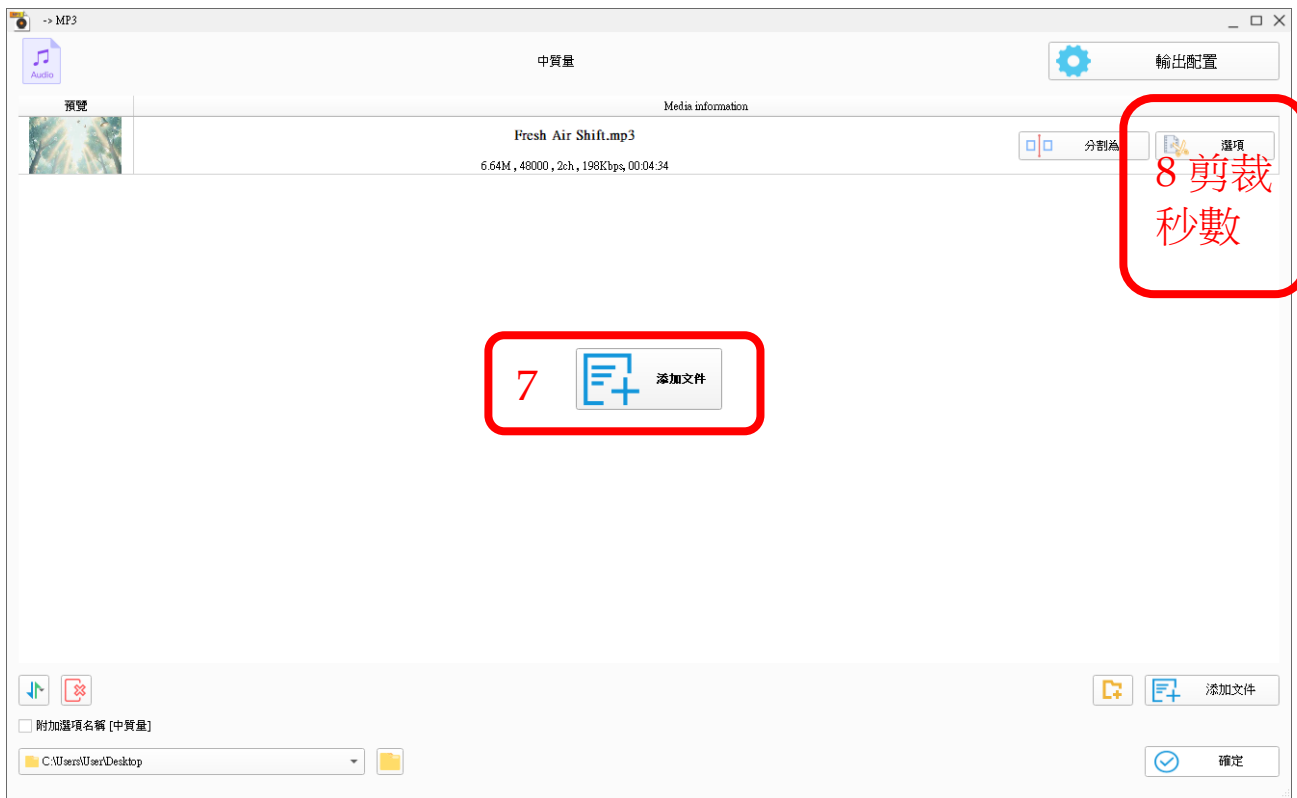 -> MP3
Audio
中質量
輸出配置
預覽
Media information
Fresh Air Shift.mp3
6.64M , 48000 , 2ch , 198Kbps, 00:04:34
分割為
選項
8 剪裁
秒數
7
添加文件
添加文件
附加選項名稱 [中質量]
C:\Users\User\Desktop
確定